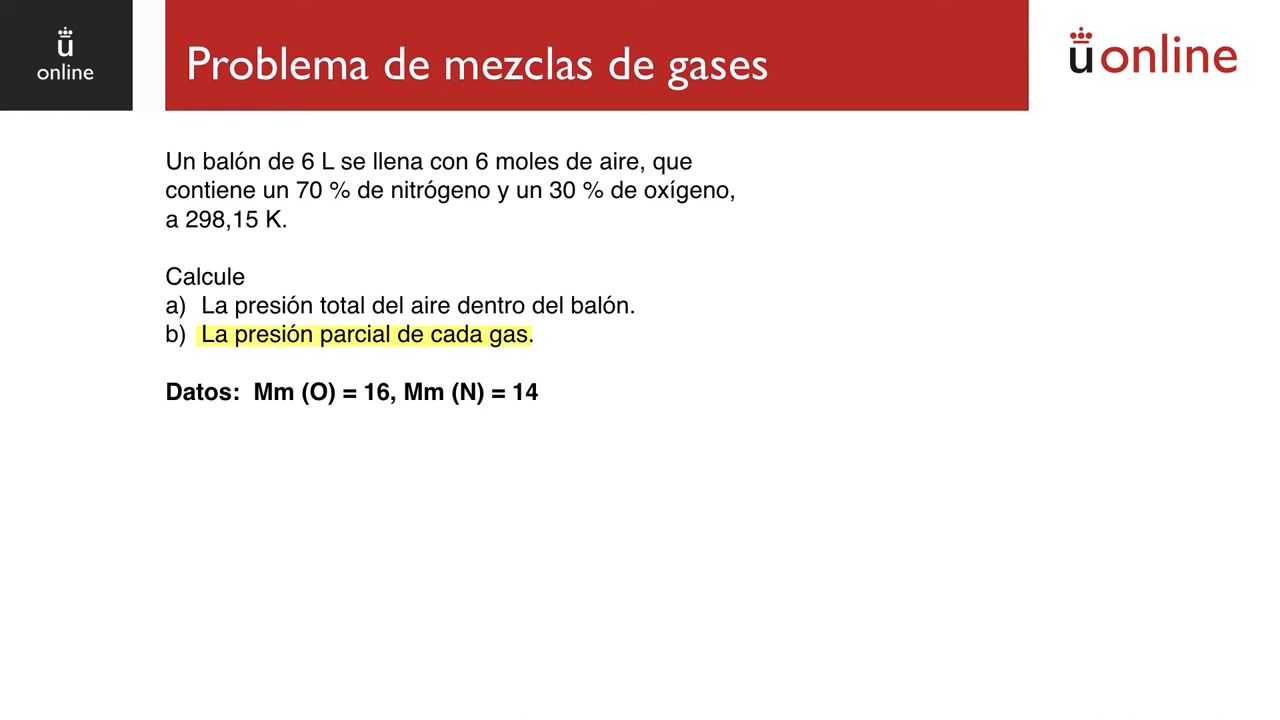 ü
online
Problema de mezclas de gases
üonline
Un balón de 6 L se llena con 6 moles de aire, que
contiene un 70 % de nitrógeno y un 30 % de oxígeno,
a 298,15 K.
Calcule
a) La presión total del aire dentro del balón.
b) La presión parcial de cada gas.
Datos: Mm (O) = 16, Mm (N) = 14